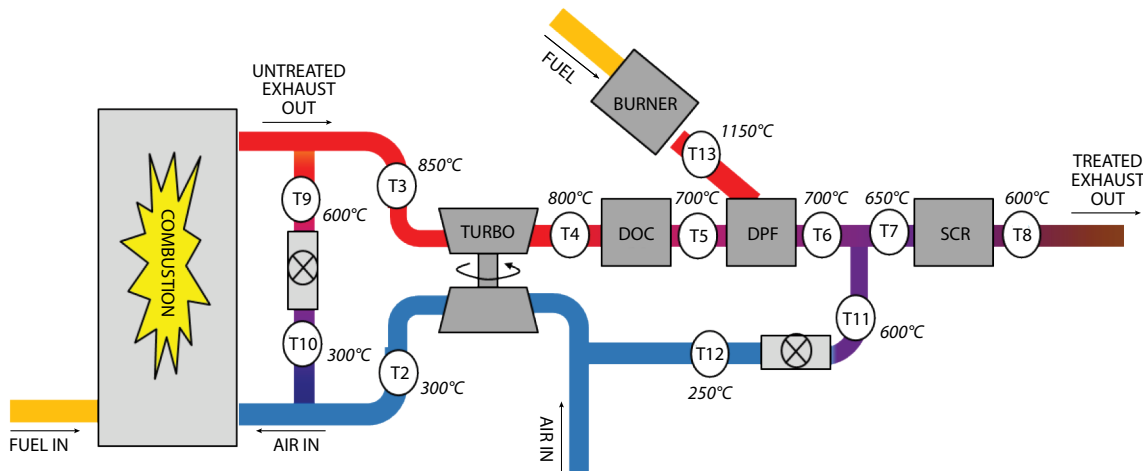 UNTREATED
EXHAUST
OUT
FUEL
BURNER
1150°C
T13
850°C
T3
T9
600°C
COMBUSTION
TURBO
800°C
T4
DOC
700°C
T5
DPF
700°C
T6
650°C
T7
SCR
600°C
T8
TREATED
EXHAUST
OUT
T10
300°C
T2
300°C
T12
250°C
T11
600°C
FUEL IN
AIR IN
AIR IN